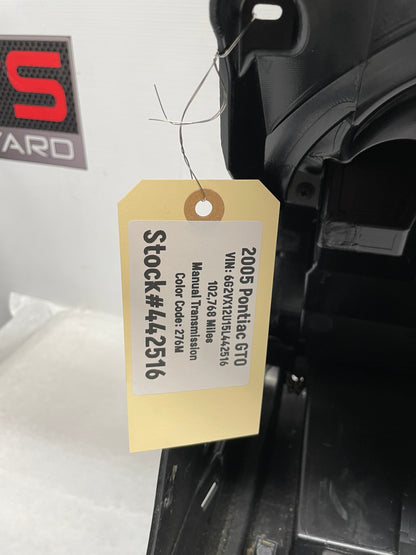 S
YARD
2005 Pontiac GTO
VIN: 6G2VX12U15L442516
102,768 Miles
Manual Transmission
Color Code: 276M
Stock#442516